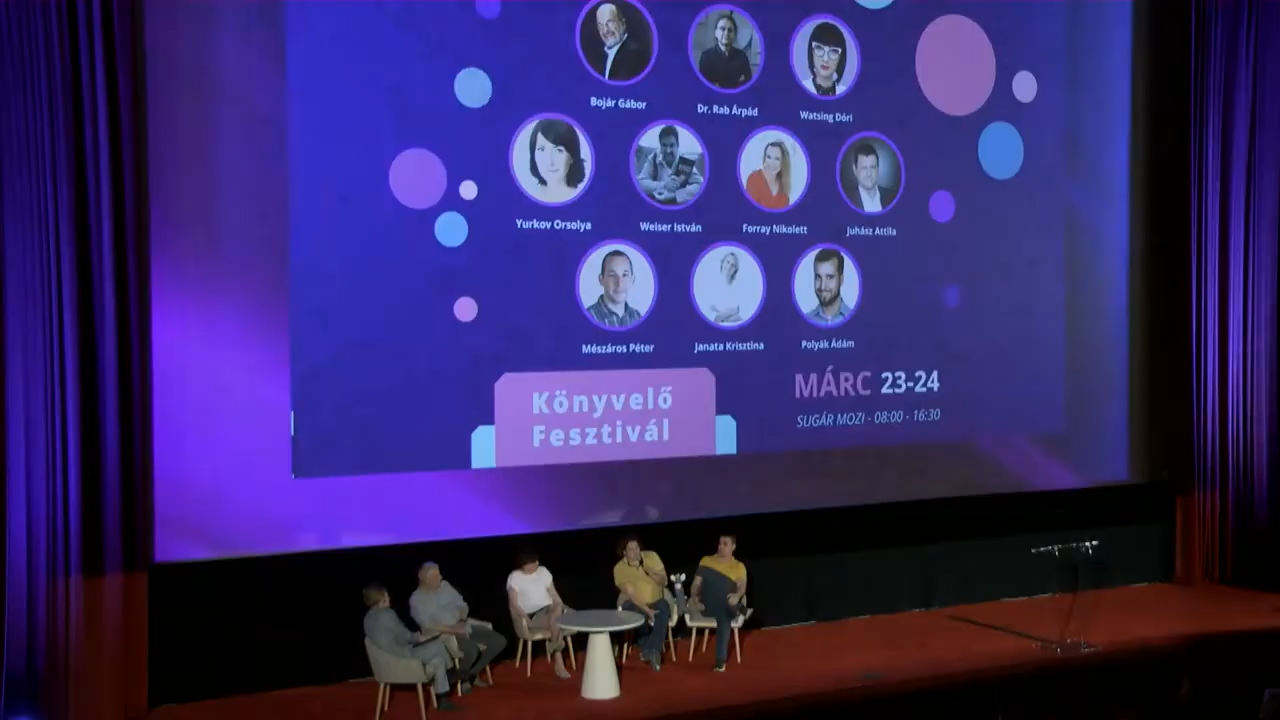 Bojár Gábor
Dr. Rab Árpád
Watsing Dóri
Yurkov Orsolya
Weiser István
Forray Nikolett
Juhász Attila
Mészáros Péter
Janata Krisztina
Polyák Ádám
Könyvelő
Fesztivál
MÁRC 23-24
SUGÁR MOZI - 08:00 - 16:30